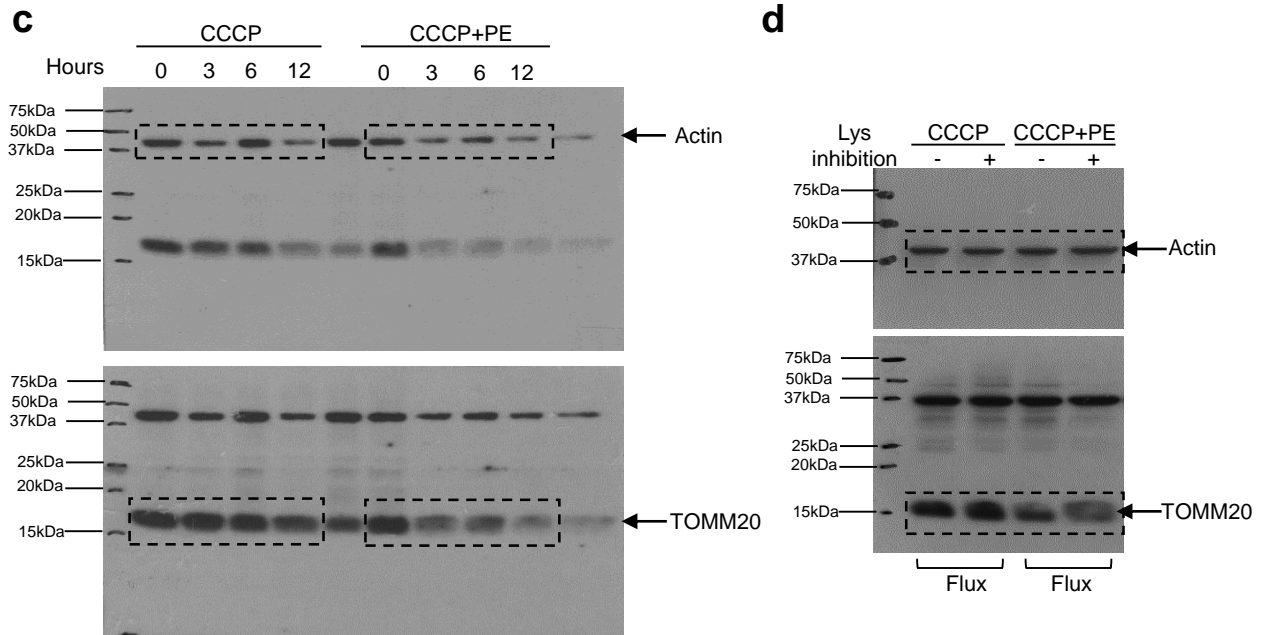 c
CCCP CCCP+PE
Hours 0 3 6 12 0 3 6 12
75kDa
50kDa
37kDa
25kDa
20kDa
15kDa
Actin
75kDa
50kDa
37kDa
25kDa
20kDa
15kDa
TOMM20
d
Lys CCCP CCCP+PE
inhibition - + - +
75kDa
50kDa
37kDa
Actin
75kDa
50kDa
37kDa
25kDa
20kDa
15kDa
TOMM20
Flux Flux